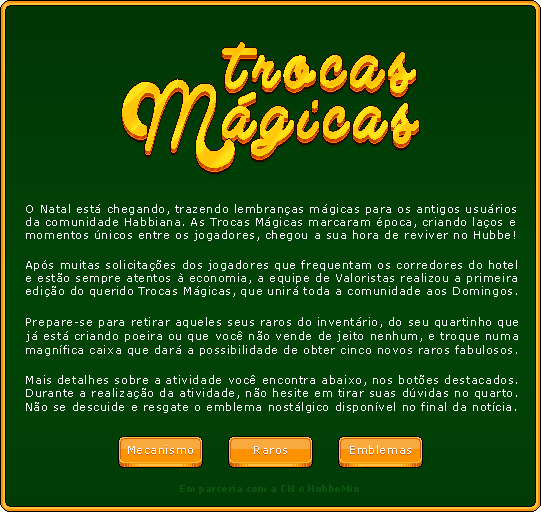 trocas
Mágicas
O Natal está chegando, trazendo lembranças mágicas para os antigos usuários
da comunidade Habbiana. As Trocas Mágicas marcaram época, criando laços e
momentos únicos entre os jogadores, chegou a sua hora de reviver no Hubbe!
Após muitas solicitações dos jogadores que frequentam os corredores do hotel
e estão sempre atentos à economia, a equipe de Valoristas realizou a primeira
edição do querido Trocas Mágicas, que unirá toda a comunidade aos Domingos.
Prepare-se para retirar aqueles seus raros do inventário, do seu quartinho que
já está criando poeira ou que você não vende de jeito nenhum, e troque numa
magnífica caixa que dará a possibilidade de obter cinco novos raros fabulosos.
Mais detalhes sobre a atividade você encontra abaixo, nos botões destacados.
Durante a realização da atividade, não hesite em tirar suas dúvidas no quarto.
Não se descuide e resgate o emblema nostálgico disponível no final da notícia.
Mecanismo Raros Emblemas
Em parceria com a CH e HubbeMin